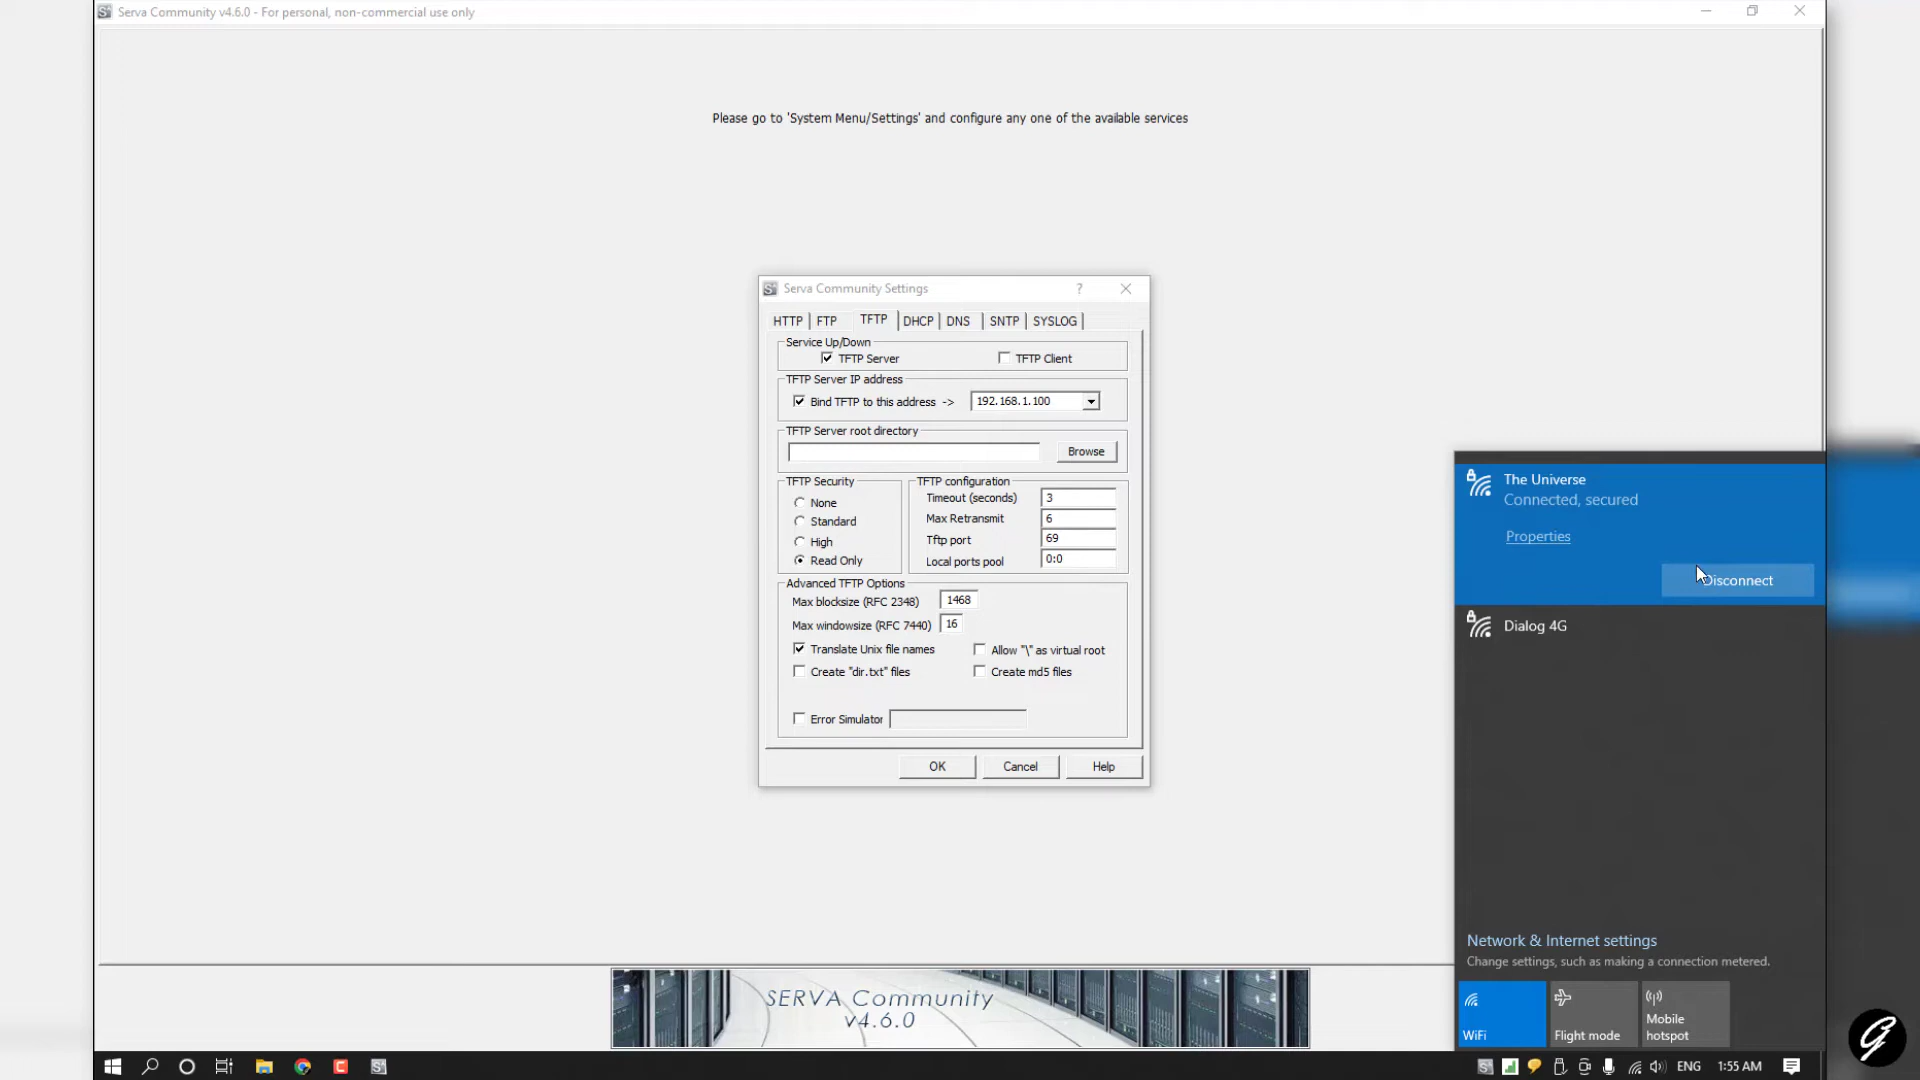 Serva Community v4.6.0 - For personal, non-commercial use only
Please go to 'System Menu/Settings' and configure any one of the available services
Serva Community Settings
?
HTTP FTP TFTP DHCP DNS SNTP SYSLOG
Service Up/Down
TFTP Server TFTP Client
TFTP Server IP address
Bind TFTP to this address -> 192.168.1.100
TFTP Server root directory
Browse
TFTP Security
None
Standard
High
Read Only
TFTP configuration
Timeout (seconds) 3
Max Retransmit 6
Tftp port 69
Local ports pool 0:0
Advanced TFTP Options
Max blocksize (RFC 2348) 1468
Max windowsize (RFC 7440) 16
Translate Unix file names Allow "\" as virtual root
Create "dir.txt" files Create md5 files
Error Simulator
OK Cancel Help
The Universe
Connected, secured
Properties
Disconnect
Dialog 4G
Network & Internet settings
Change settings, such as making a connection metered.
WiFi
Flight mode
Mobile
hotspot
SERVA Community
v4.6.0
ENG 1:55 AM